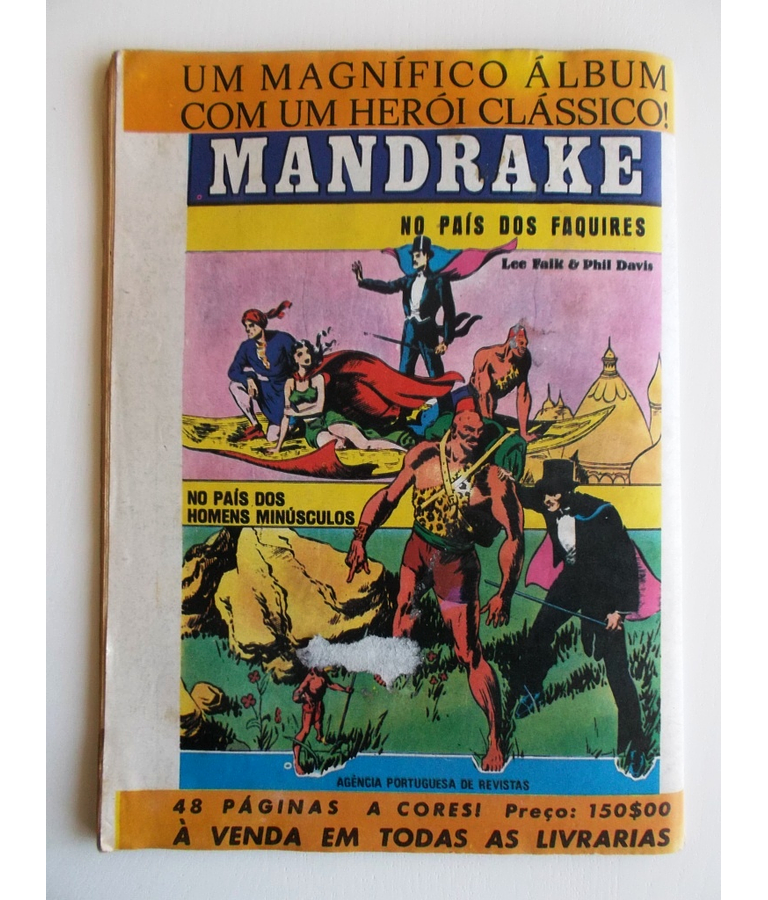 UM MAGNÍFICO ÁLBUM
COM UM HERÓI CLÁSSICO!
MANDRAKE
NO PAÍS DOS FAQUIRES
Lee Falk & Phil Davis
NO PAÍS DOS
HOMENS MINÚSCULOS
AGÊNCIA PORTUGUESA DE REVISTAS
48 PÁGINAS A CORES! Preço: 150$00
À VENDA EM TODAS AS LIVRARIAS